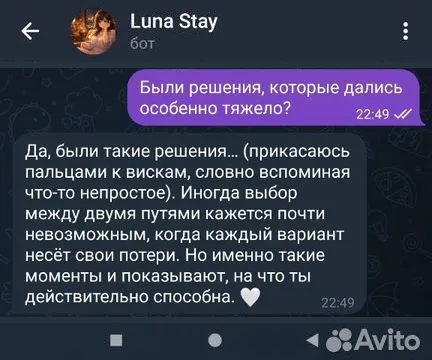 Luna Stay
бот
Были решения, которые дались
особенно тяжело?
22:49
Да, были такие решения... (прикасаюсь
пальцами к вискам, словно вспоминая
что-то непростое). Иногда выбор
между двумя путями кажется почти
невозможным, когда каждый вариант
несёт свои потери. Но именно такие
моменты и показывают, на что ты
действительно способна. 🤍
22:49
Avito